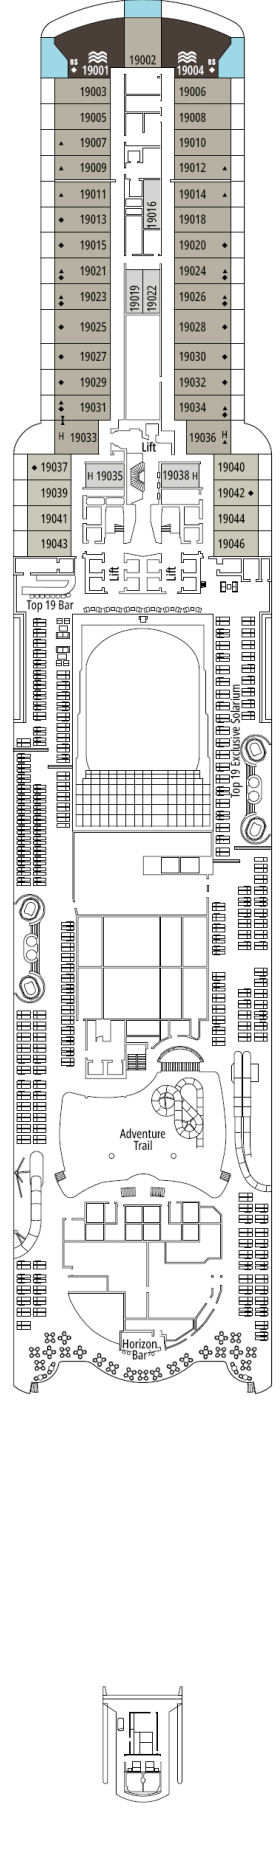 19002
BS
19001
19004
BS
19003
19006
19005
19008
19007
19010
19009
19012
19011
19014
19016
19013
19018
19015
19020
19021
19024
19019
19022
19023
19026
19025
19028
19027
19030
19029
19032
19031
19034
H
19033
19036
H
Lift
19037
H 19035
19038 H
19040
19039
19042
19041
19044
19043
19046
Lift
Lift
Top 19 Bar
Top 19 Exclusive Solarium
Adventure
Trail
Horizon
Bar